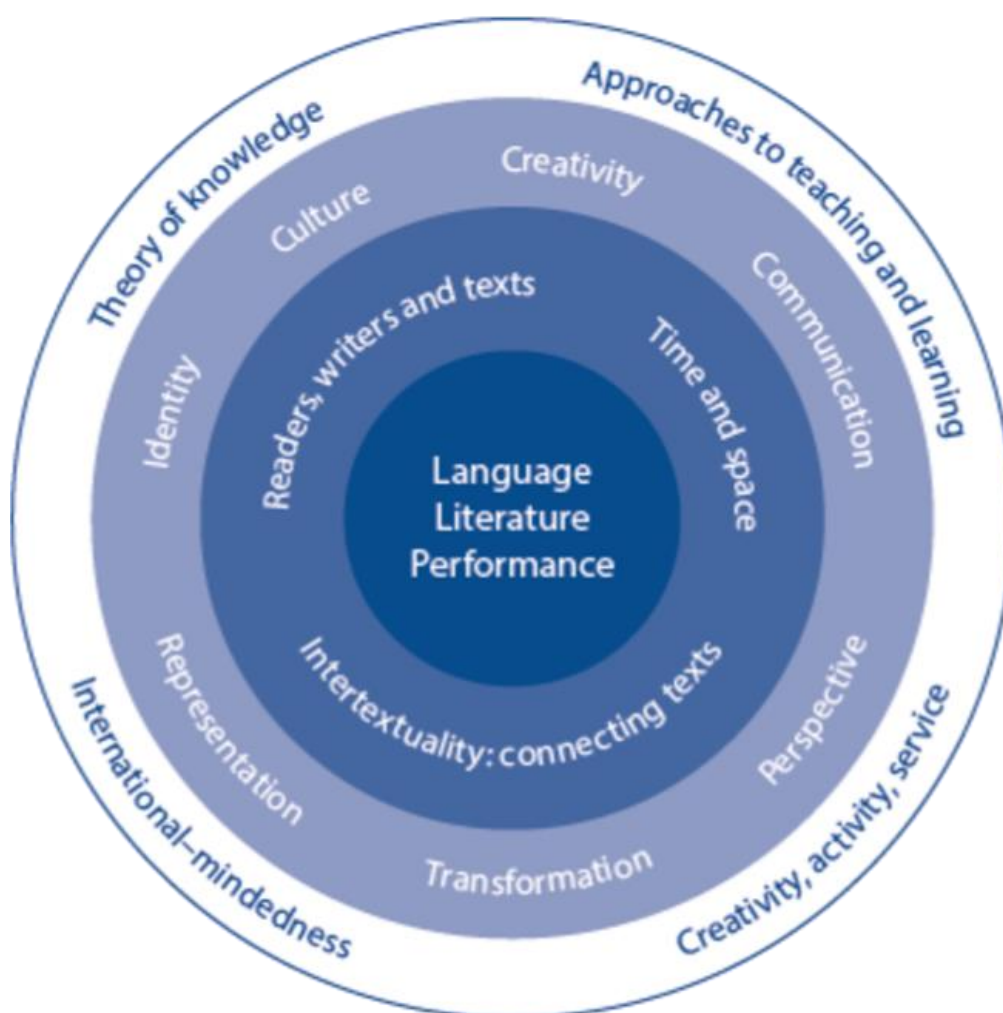 Theory of knowledge
Approaches to teaching and learning
Culture
Creativity
Communication
Identity
Readers, writers and texts
Time and space
Language
Literature
Performance
Intertextuality: connecting texts
Representation
Transformation
Perspective
International–mindedness
Creativity, activity, service